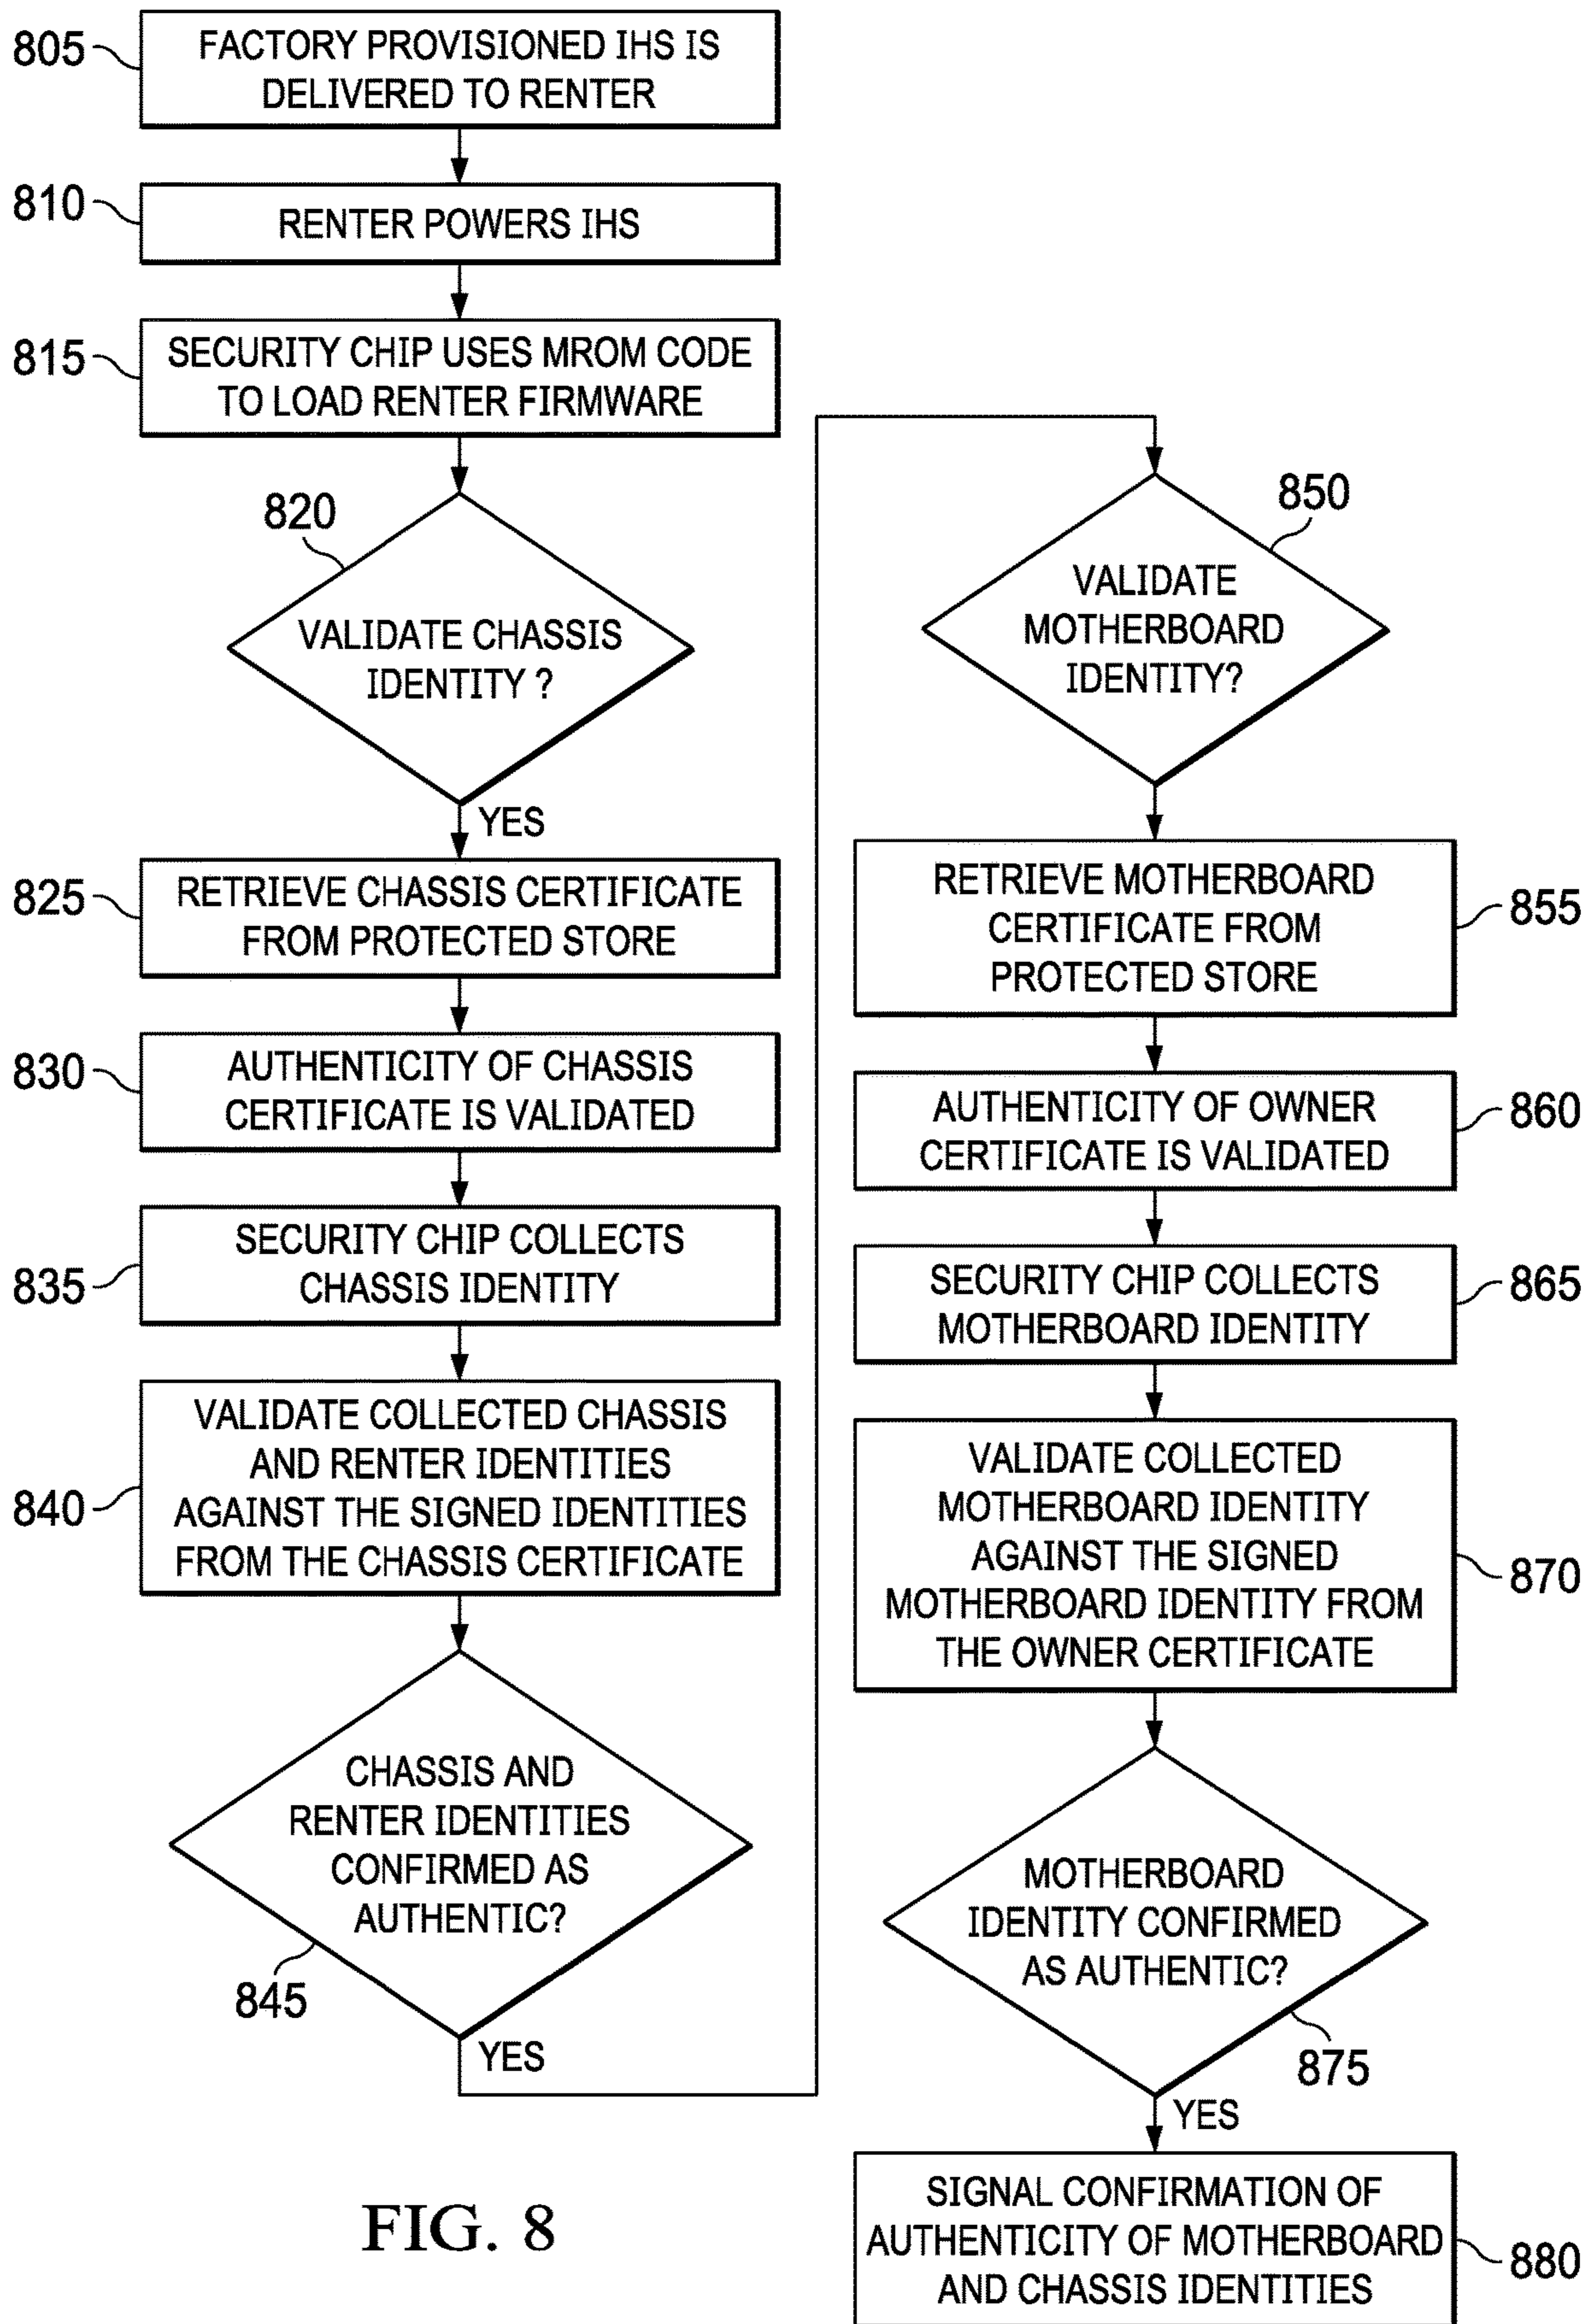 805
FACTORY PROVISIONED IHS IS
DELIVERED TO RENTER
810
RENTER POWERS IHS
815
SECURITY CHIP USES MROM CODE
TO LOAD RENTER FIRMWARE
820
VALIDATE CHASSIS
IDENTITY ?
YES
825
RETRIEVE CHASSIS CERTIFICATE
FROM PROTECTED STORE
830
AUTHENTICITY OF CHASSIS
CERTIFICATE IS VALIDATED
835
SECURITY CHIP COLLECTS
CHASSIS IDENTITY
840
VALIDATE COLLECTED CHASSIS
AND RENTER IDENTITIES
AGAINST THE SIGNED IDENTITIES
FROM THE CHASSIS CERTIFICATE
CHASSIS AND
RENTER IDENTITIES
CONFIRMED AS
AUTHENTIC?
845
YES
850
VALIDATE
MOTHERBOARD
IDENTITY?
RETRIEVE MOTHERBOARD
CERTIFICATE FROM
PROTECTED STORE
855
AUTHENTICITY OF OWNER
CERTIFICATE IS VALIDATED
860
SECURITY CHIP COLLECTS
MOTHERBOARD IDENTITY
865
VALIDATE COLLECTED
MOTHERBOARD IDENTITY
AGAINST THE SIGNED
MOTHERBOARD IDENTITY FROM
THE OWNER CERTIFICATE
870
MOTHERBOARD
IDENTITY CONFIRMED
AS AUTHENTIC?
875
YES
SIGNAL CONFIRMATION OF
AUTHENTICITY OF MOTHERBOARD
AND CHASSIS IDENTITIES
880
FIG. 8